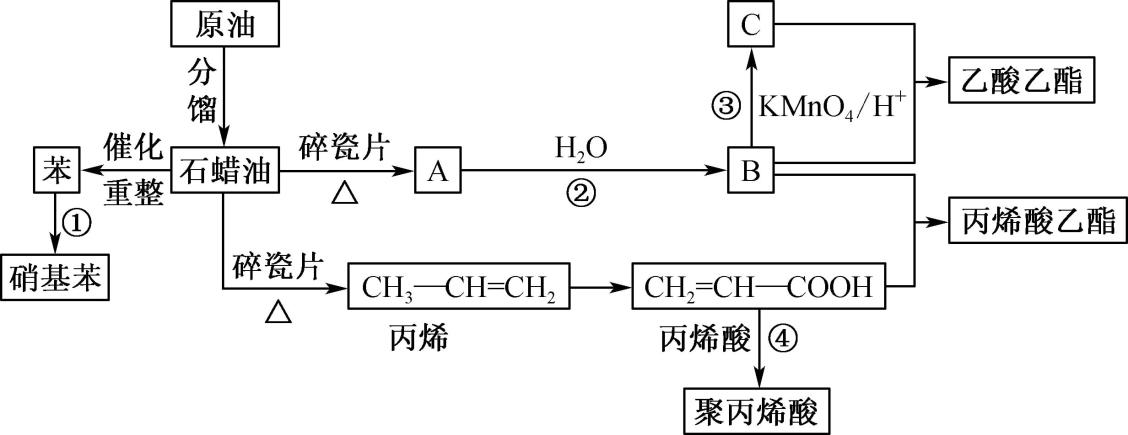 原油
分馏
石蜡油
催化
重整
苯
①
硝基苯
碎瓷片
△
A
H₂O
②
B
③
KMnO₄/H⁺
C
乙酸乙酯
丙烯酸乙酯
碎瓷片
△
CH₃—CH=CH₂
丙烯
CH₂=CH—COOH
丙烯酸
④
聚丙烯酸